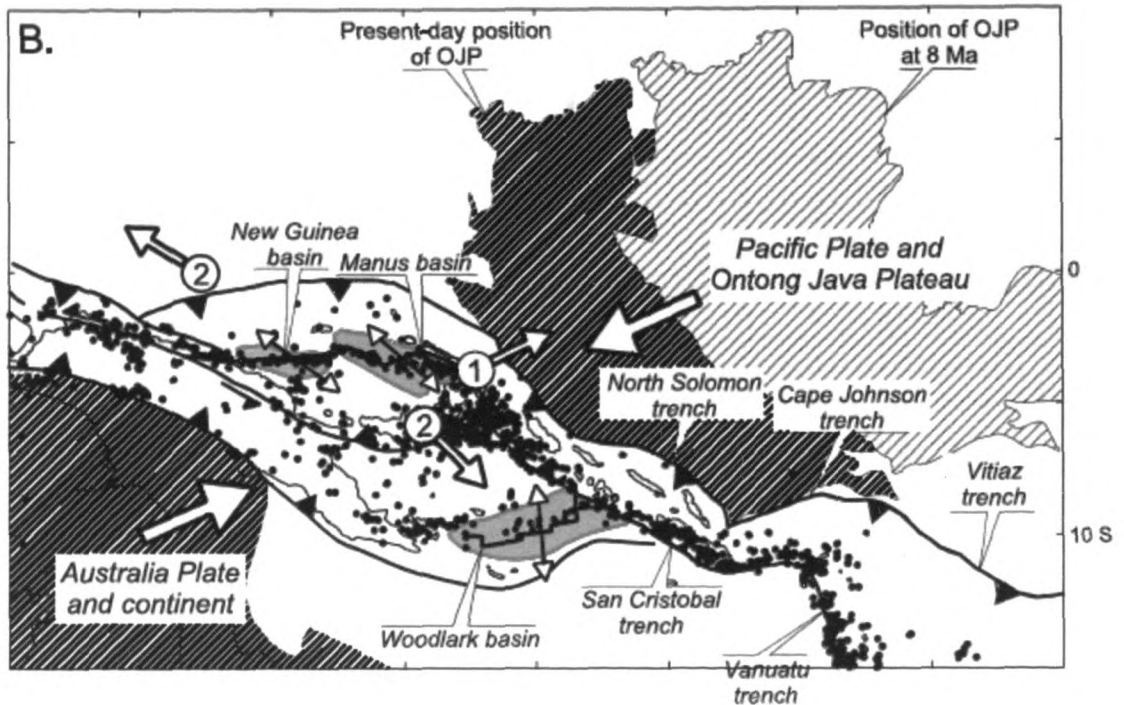 B.
Present-day position
of OJP
Position of OJP
at 8 Ma
New Guinea
basin
Manus basin
2
Pacific Plate and
Ontong Java Plateau
0
1
North Solomon
trench
Cape Johnson
trench
2
Vitiaz
trench
10 S
Australia Plate
and continent
Woodlark basin
San Cristobal
trench
Vanuatu
trench